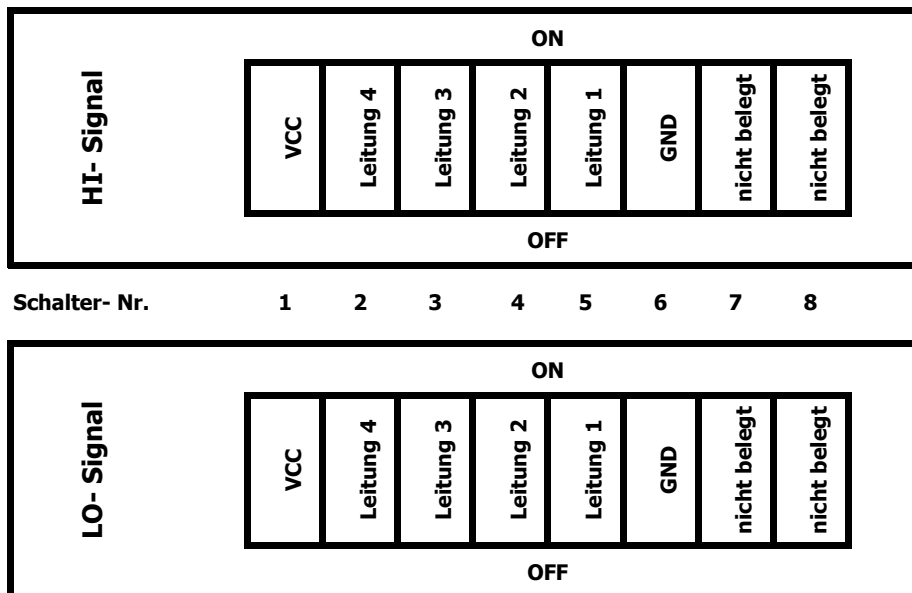 HI- Signal
ON
VCC
Leitung 4
Leitung 3
Leitung 2
Leitung 1
GND
nicht belegt
nicht belegt
OFF
Schalter- Nr. 1 2 3 4 5 6 7 8
LO- Signal
ON
VCC
Leitung 4
Leitung 3
Leitung 2
Leitung 1
GND
nicht belegt
nicht belegt
OFF